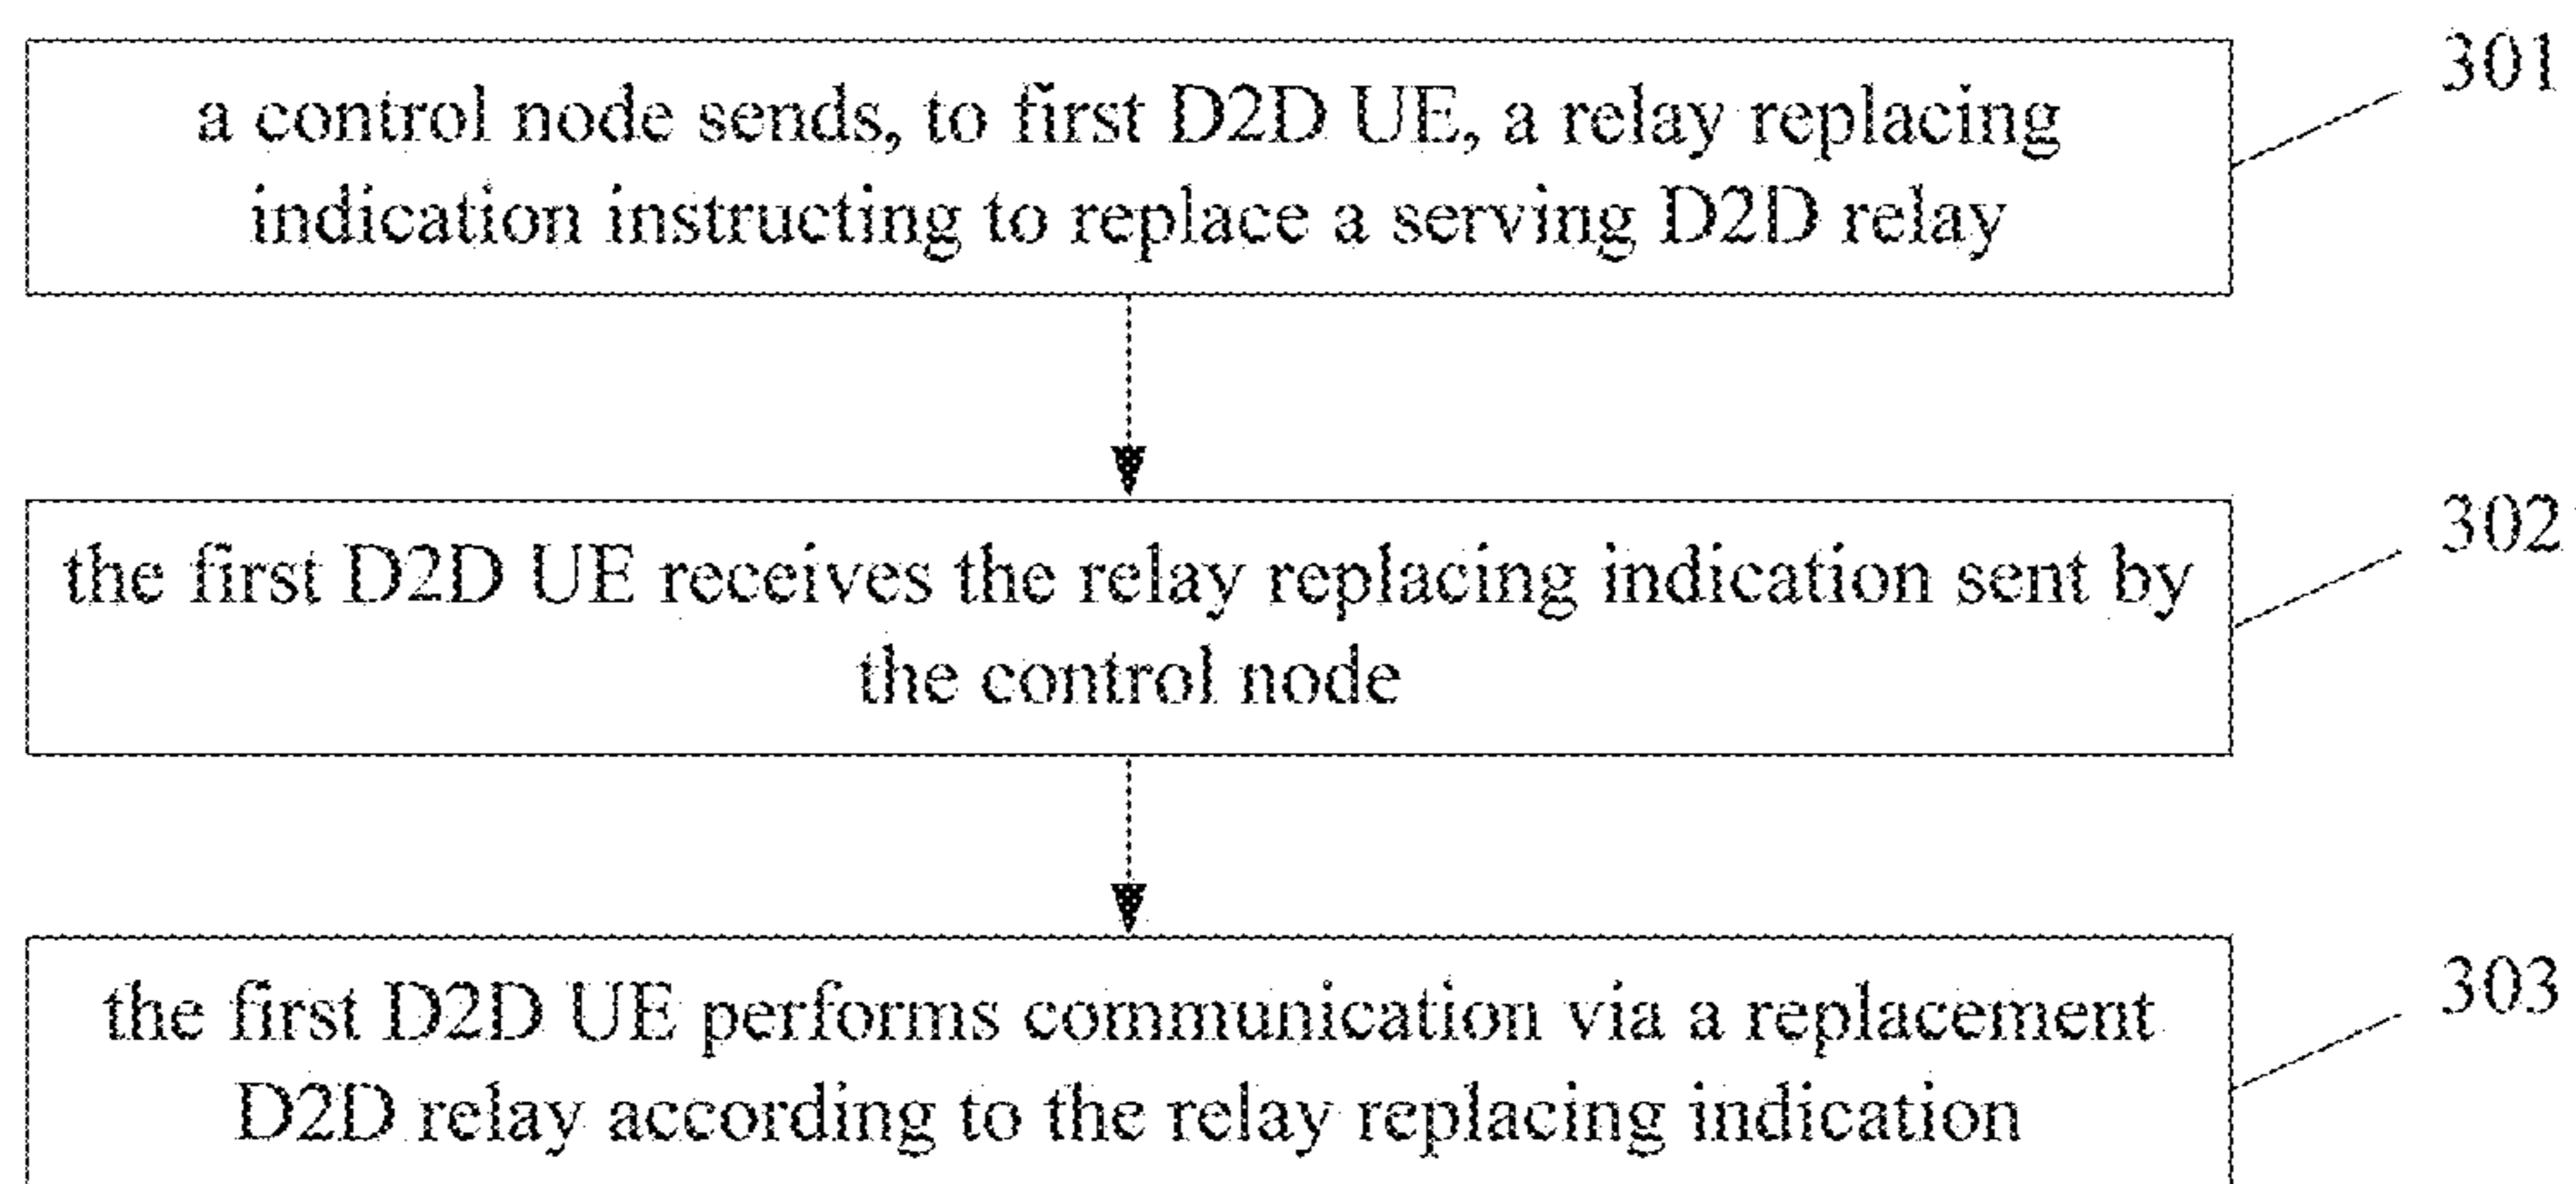 a control node sends, to first D2D UE, a relay replacing
indication instructing to replace a serving D2D relay
301
the first D2D UE receives the relay replacing indication sent by
the control node
302
the first D2D UE performs communication via a replacement
D2D relay according to the relay replacing indication
303